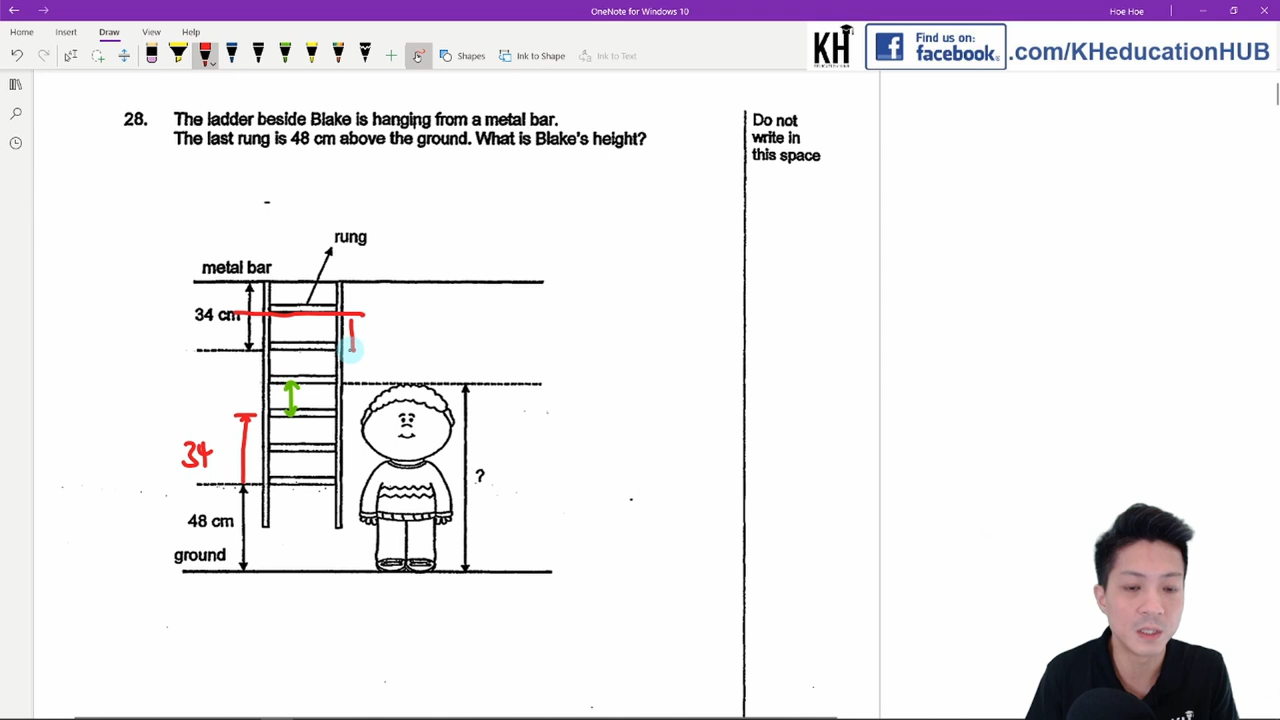 OneNote for Windows 10
Hoe Hoe
Home
Insert
Draw
View
Help
Shapes
Ink to Shape
Ink to Text
KH
Find us on:
facebook®
.com/KHeducationHUB
28. The ladder beside Blake is hanging from a metal bar.
The last rung is 48 cm above the ground. What is Blake's height?
Do not
write in
this space
rung
metal bar
34 cm
34
?
48 cm
ground